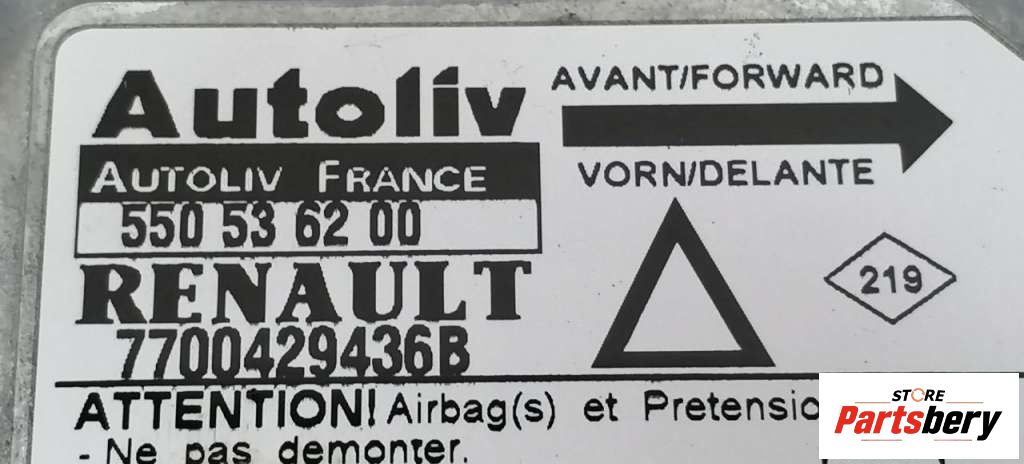 Autoliv
AUTOLIV FRANCE
550 53 62 00
RENAULT
7700429436B
AVANT/FORWARD
VORN/DELANTE
219
ATTENTION! Airbag(s) et
- Ne pas demonter.
STORE
Partsbery